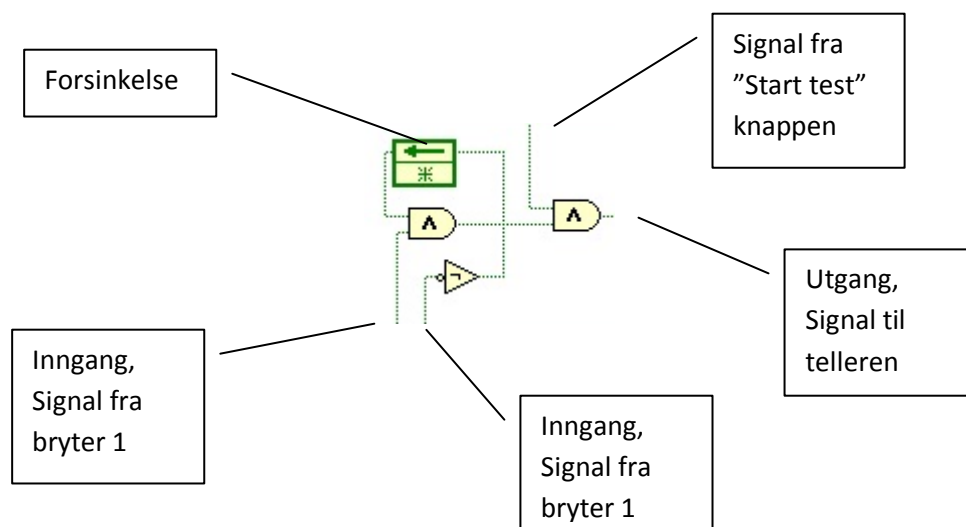 Forsinkelse
Signal fra
”Start test”
knappen
Utgang,
Signal til
telleren
Inngang,
Signal fra
bryter 1
Inngang,
Signal fra
bryter 1